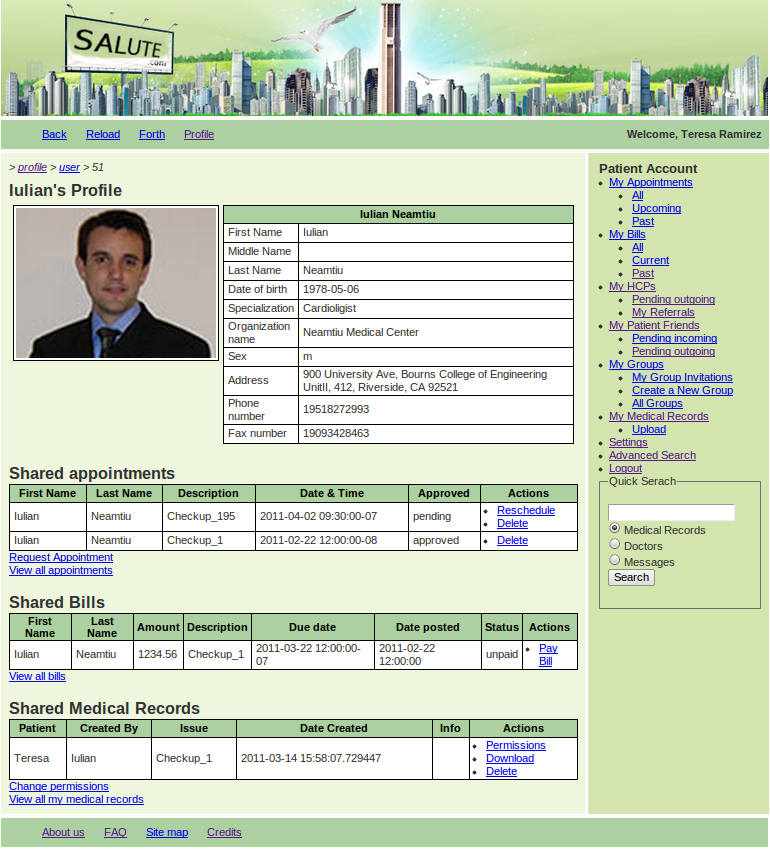 SALUTE
.com
Back Reload Forth Profile Welcome, Teresa Ramirez
> profile > user > 51
Iulian's Profile
Iulian Neamtiu
First Name Iulian
Middle Name
Last Name Neamtiu
Date of birth 1978-05-06
Specialization Cardioligist
Organization
name
Neamtiu Medical Center
Sex m
Address
900 University Ave, Bourns College of Engineering
UnitII, 412, Riverside, CA 92521
Phone
number
19518272993
Fax number 19093428463
Shared appointments
First Name Last Name Description Date & Time Approved Actions
Iulian Neamtiu Checkup_195 2011-04-02 09:30:00-07 pending
Reschedule
Delete
Iulian Neamtiu Checkup_1 2011-02-22 12:00:00-08 approved Delete
Request Appointment
View all appointments
Shared Bills
First
Name
Last
Name
Amount Description Due date Date posted Status Actions
Iulian Neamtiu 1234.56 Checkup_1
2011-03-22 12:00:00-
07
2011-02-22
12:00:00
unpaid
Pay
Bill
View all bills
Shared Medical Records
Patient Created By Issue Date Created Info Actions
Teresa Iulian Checkup_1 2011-03-14 15:58:07.729447
Permissions
Download
Delete
Change permissions
View all my medical records
Patient Account
My Appointments
All
Upcoming
Past
My Bills
All
Current
Past
My HCPs
Pending outgoing
My Referrals
My Patient Friends
Pending incoming
Pending outgoing
My Groups
My Group Invitations
Create a New Group
All Groups
My Medical Records
Upload
Settings
Advanced Search
Logout
Quick Serach
Medical Records
Doctors
Messages
Search
About us FAQ Site map Credits